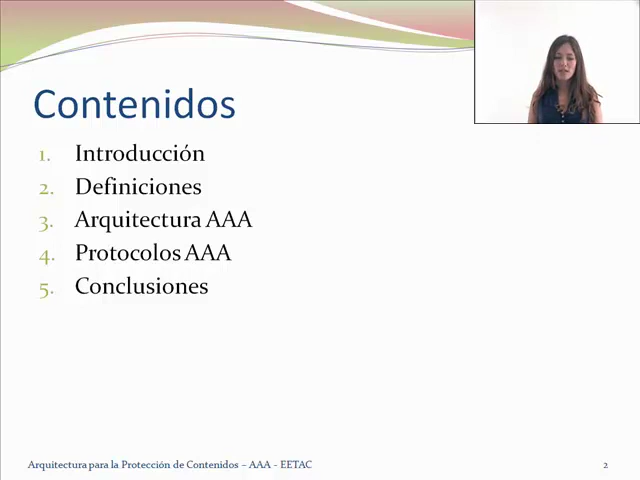 Contenidos
1. Introducción
2. Definiciones
3. Arquitectura AAA
4. Protocolos AAA
5. Conclusiones
Arquitectura para la Protección de Contenidos – AAA - EETAC
2